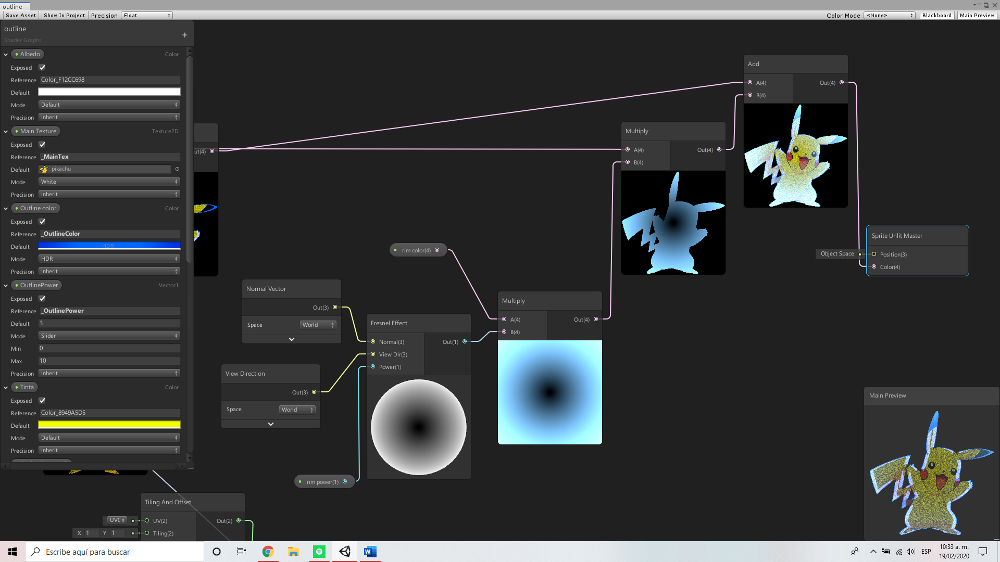 outline
Save Asset Show In Project Precision Float Color Mode <None> Blackboard Main Preview
outline
Shader Graphs
Albedo Color
Exposed
Reference Color_F12CC698
Default
Mode Default
Precision Inherit
Main Texture Texture2D
Exposed
Reference _MainTex
Default pikachu
Mode White
Precision Inherit
Outline color Color
Exposed
Reference _OutlineColor
Default HDR
Mode HDR
Precision Inherit
OutlinePower Vector1
Exposed
Reference _OutlinePower
Default 3
Mode Slider
Min 0
Max 10
Precision Inherit
Tinta Color
Exposed
Reference Color_8949A5D5
Default
Mode Default
Precision Inherit
ut(4)
Add
A(4) Out(4)
B(4)
Multiply
A(4) Out(4)
B(4)
Sprite Unlit Master
Object Space Position(3)
Color(4)
rim color(4)
Normal Vector
Out(3)
Space World
View Direction
Out(3)
Space World
Fresnel Effect
Normal(3) Out(1)
View Dir(3)
Power(1)
Multiply
A(4) Out(4)
B(4)
rim power(1)
Main Preview
Tiling And Offset
UV0 UV(2) Out(2)
X 1 Y 1 Tiling(2)
Escribe aquí para buscar
ESP
10:33 a. m.
19/02/2020